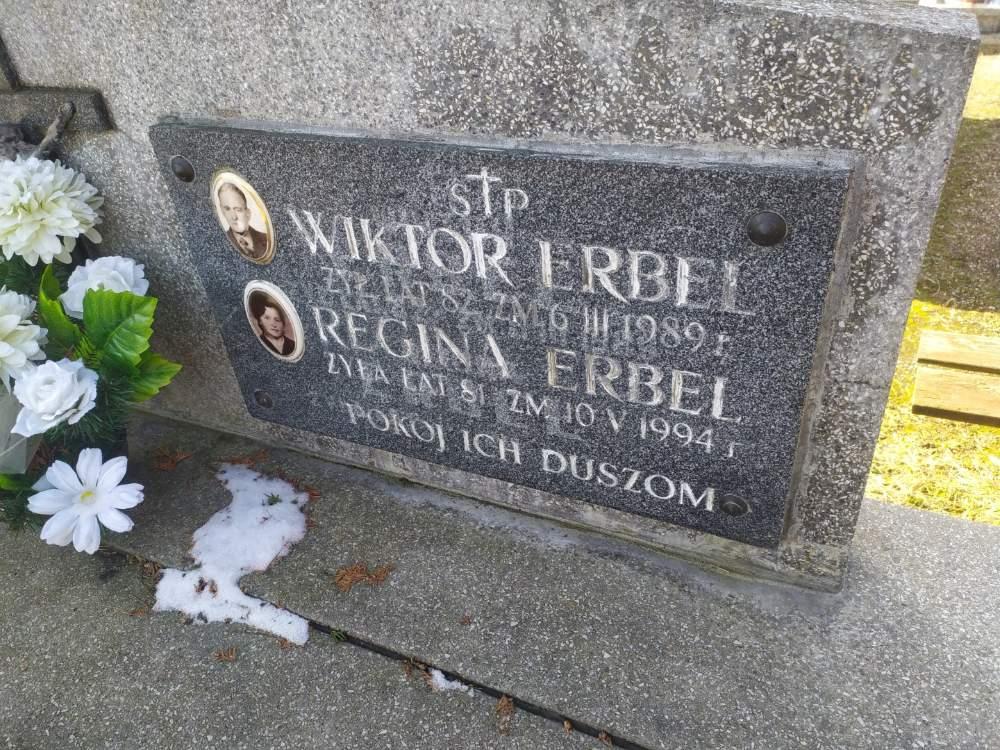 Ś†P
WIKTOR ERBEL
ŻYŁ LAT 82 ZM 6 III 1989 r
REGINA ERBEL
ŻYŁA LAT 81 ZM 10 V 1994 r
POKÓJ ICH DUSZOM